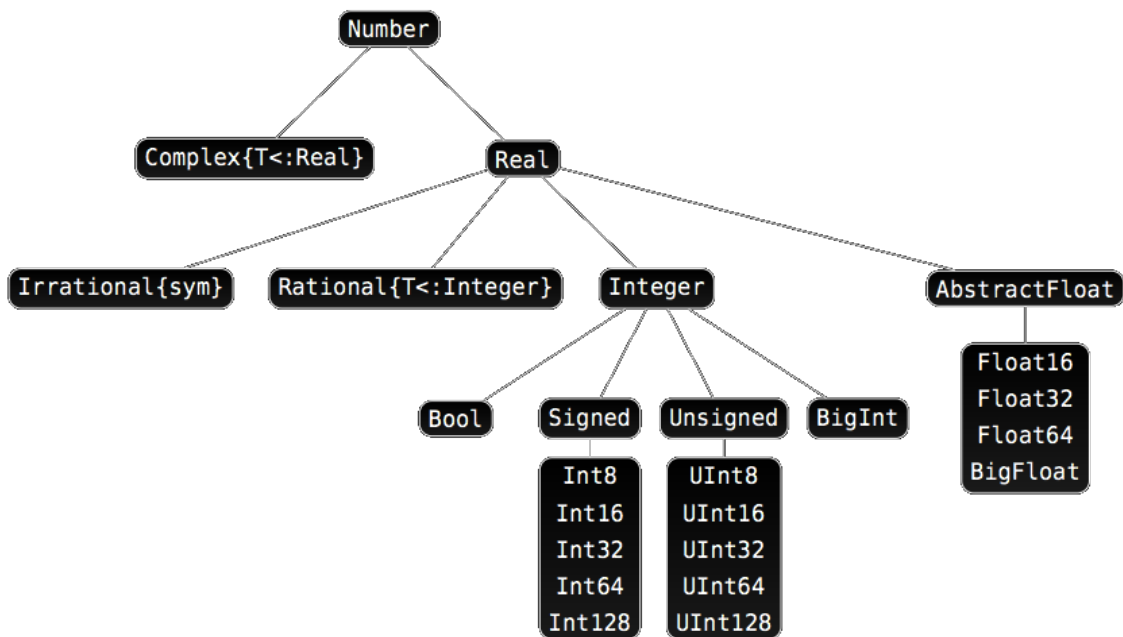 Number
Complex{T<:Real}
Real
Irrational{sym}
Rational{T<:Integer}
Integer
AbstractFloat
Float16
Float32
Float64
BigFloat
Bool
Signed
Unsigned
BigInt
Int8
Int16
Int32
Int64
Int128
UInt8
UInt16
UInt32
UInt64
UInt128